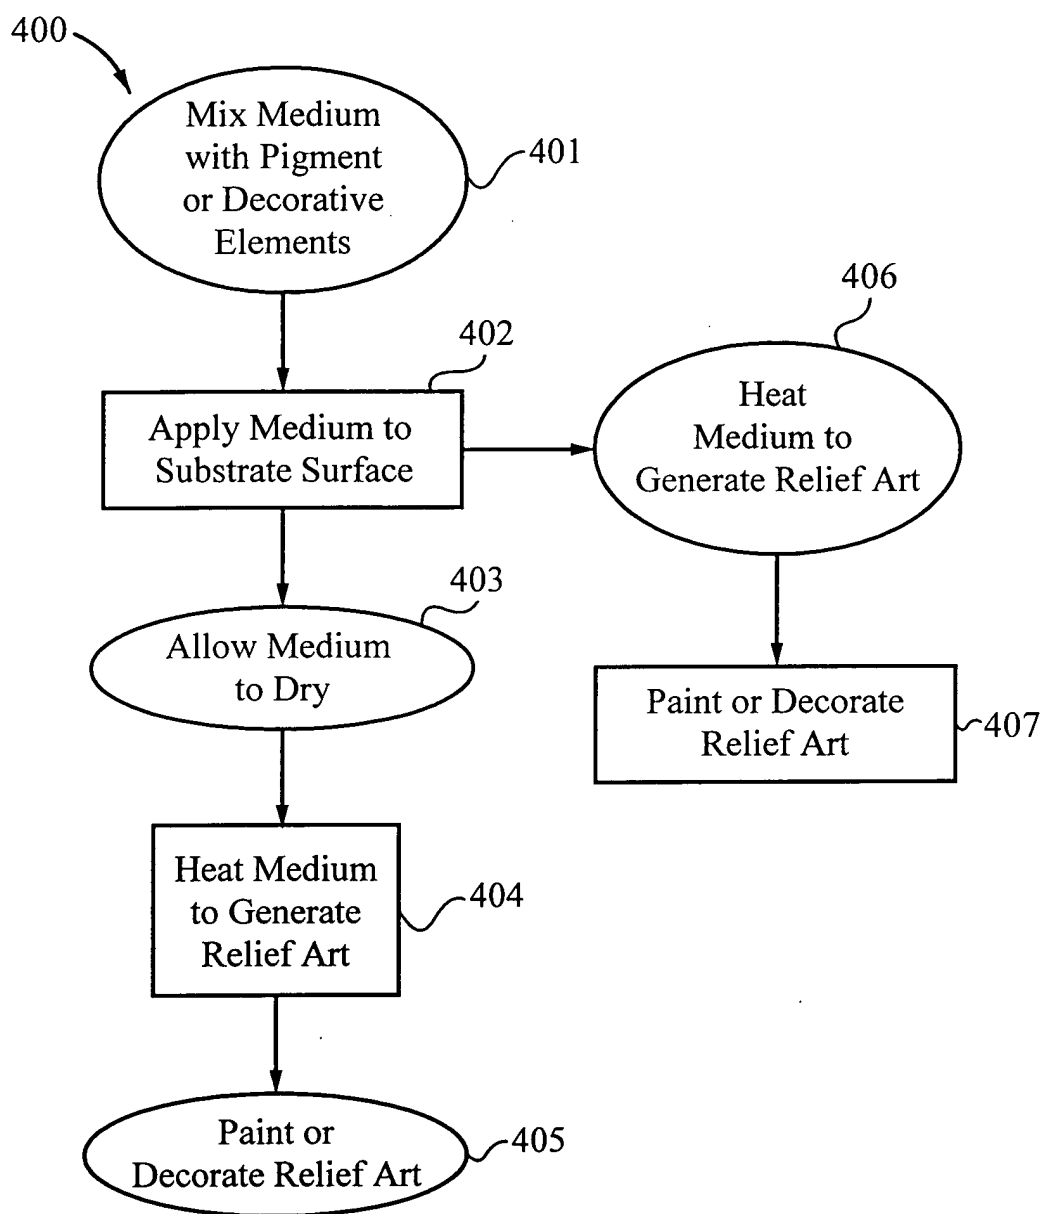 400
Mix Medium
with Pigment
or Decorative
Elements
401
402
Apply Medium to
Substrate Surface
406
Heat
Medium to
Generate Relief Art
403
Allow Medium
to Dry
Paint or Decorate
Relief Art
407
Heat Medium
to Generate
Relief Art
404
Paint or
Decorate Relief Art
405